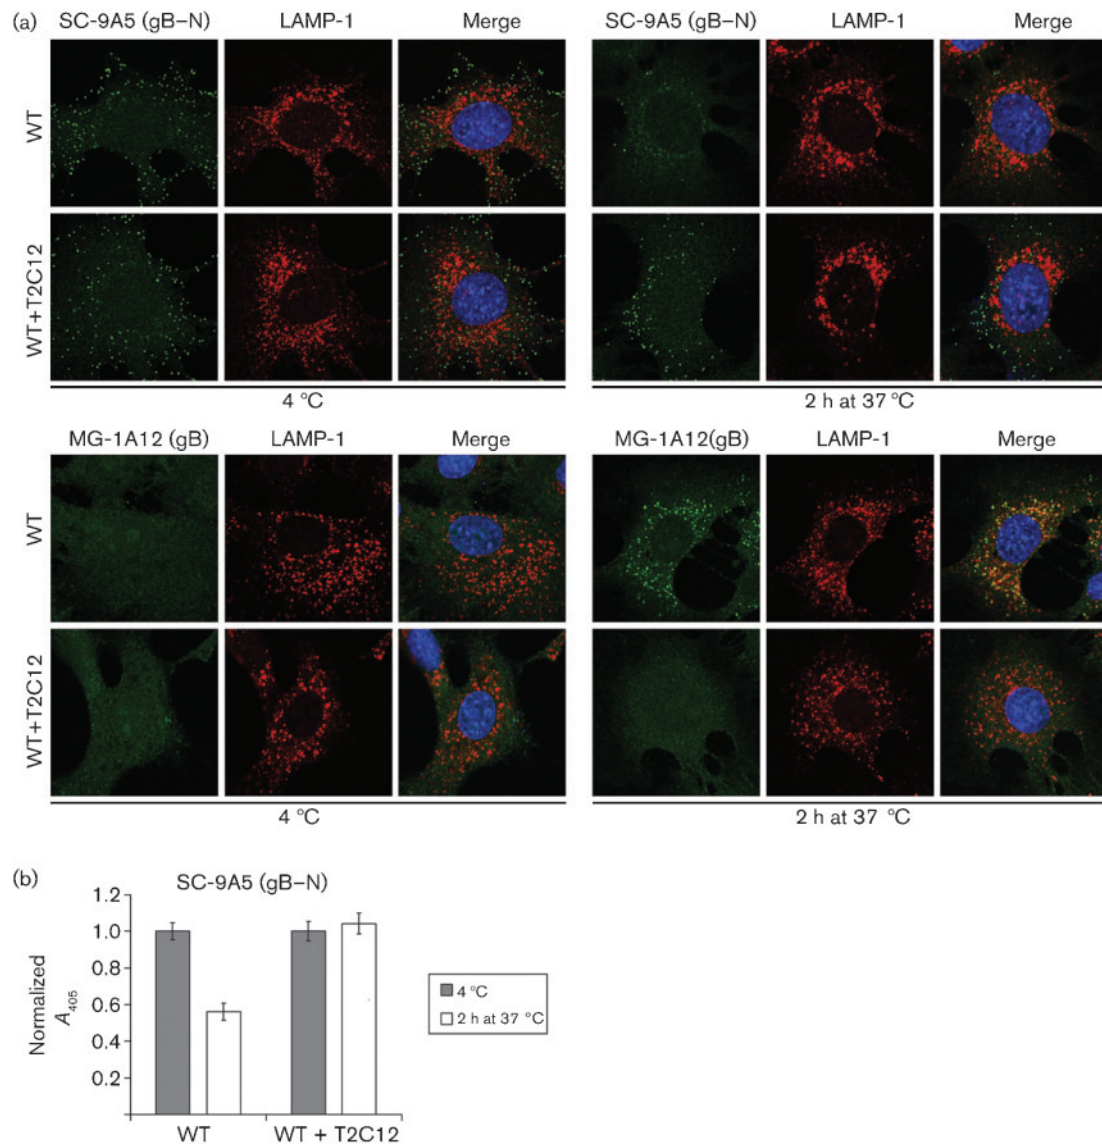 (a) SC-9A5 (gB–N) LAMP-1 Merge SC-9A5 (gB–N) LAMP-1 Merge
WT
WT+T2C12
4 °C 2 h at 37 °C
MG-1A12 (gB) LAMP-1 Merge MG-1A12(gB) LAMP-1 Merge
WT
WT+T2C12
4 °C 2 h at 37 °C
(b) SC-9A5 (gB–N)
Normalized
A405
1.2
1.0
0.8
0.6
0.4
0.2
4 °C
2 h at 37 °C
WT WT + T2C12